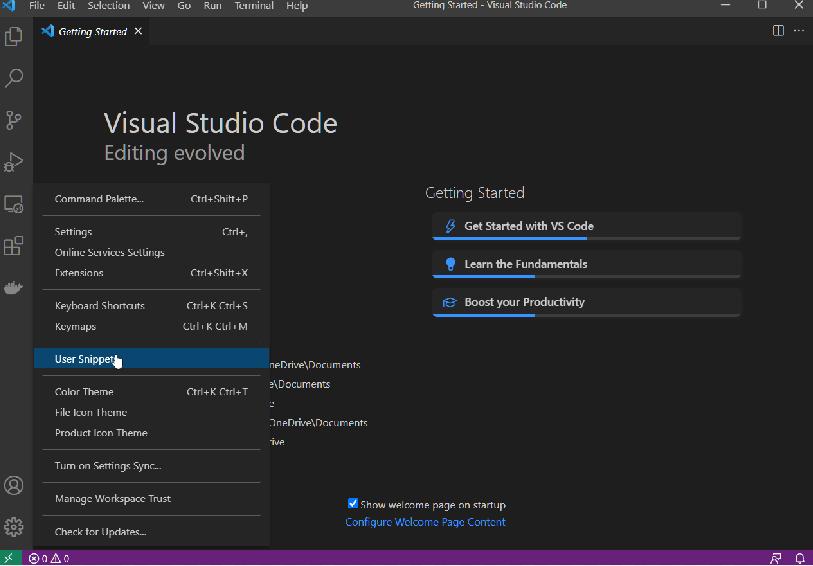 File Edit Selection View Go Run Terminal Help Getting Started - Visual Studio Code
Getting Started
Visual Studio Code
Editing evolved
Command Palette... Ctrl+Shift+P
Settings Ctrl+,
Online Services Settings
Extensions Ctrl+Shift+X
Keyboard Shortcuts Ctrl+K Ctrl+S
Keymaps Ctrl+K Ctrl+M
User Snippets
Color Theme Ctrl+K Ctrl+T
File Icon Theme
Product Icon Theme
Turn on Settings Sync...
Manage Workspace Trust
Check for Updates...
Getting Started
Get Started with VS Code
Learn the Fundamentals
Boost your Productivity
OneDrive\Documents
e\Documents
e
OneDrive\Documents
rive
Show welcome page on startup
Configure Welcome Page Content
0 0